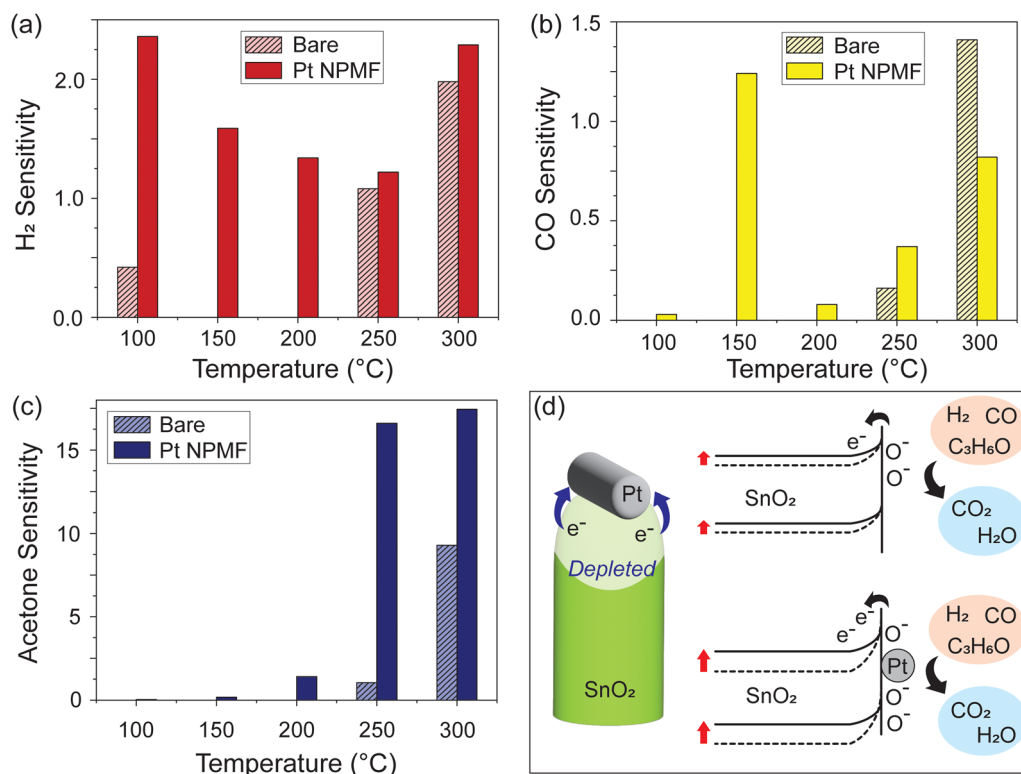 (a)
H₂ Sensitivity
2.0
1.0
0.0
Bare
Pt NPMF
100 150 200 250 300
Temperature (°C)
(b)
CO Sensitivity
1.5
1.0
0.5
0.0
Bare
Pt NPMF
100 150 200 250 300
Temperature (°C)
(c)
Acetone Sensitivity
15
10
5
0
Bare
Pt NPMF
100 150 200 250 300
Temperature (°C)
(d)
Pt
e⁻ e⁻
Depleted
SnO₂
e⁻
O⁻
O⁻
SnO₂
H₂ CO
C₃H₆O
CO₂
H₂O
e⁻ e⁻
O⁻
Pt
O⁻
O⁻
SnO₂
H₂ CO
C₃H₆O
CO₂
H₂O